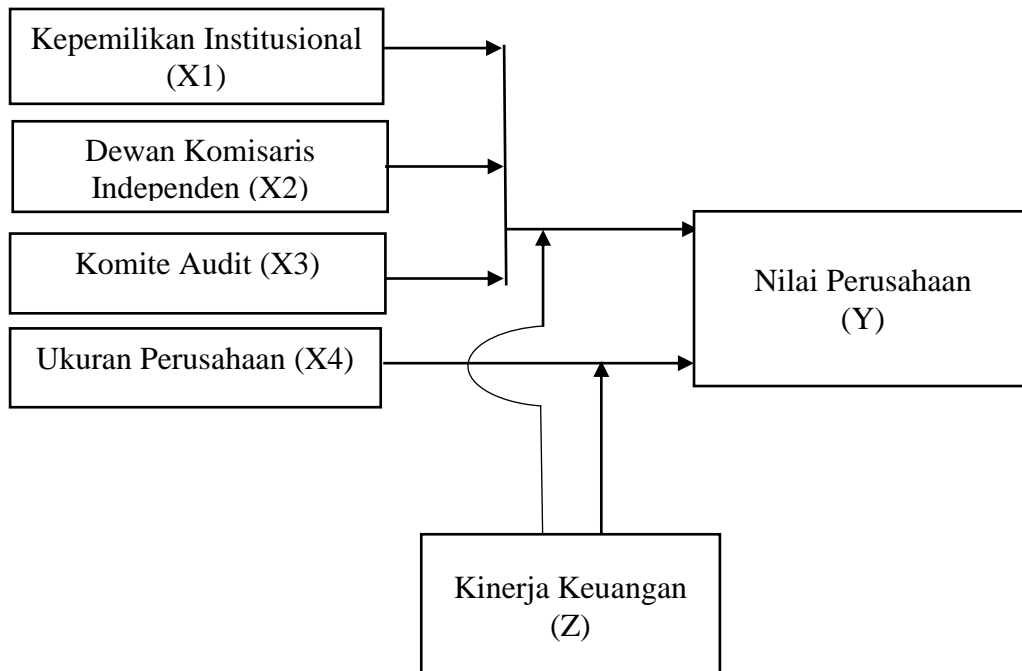 Kepemilikan Institusional
(X1)
Dewan Komisaris
Independen (X2)
Komite Audit (X3)
Ukuran Perusahaan (X4)
Nilai Perusahaan
(Y)
Kinerja Keuangan
(Z)